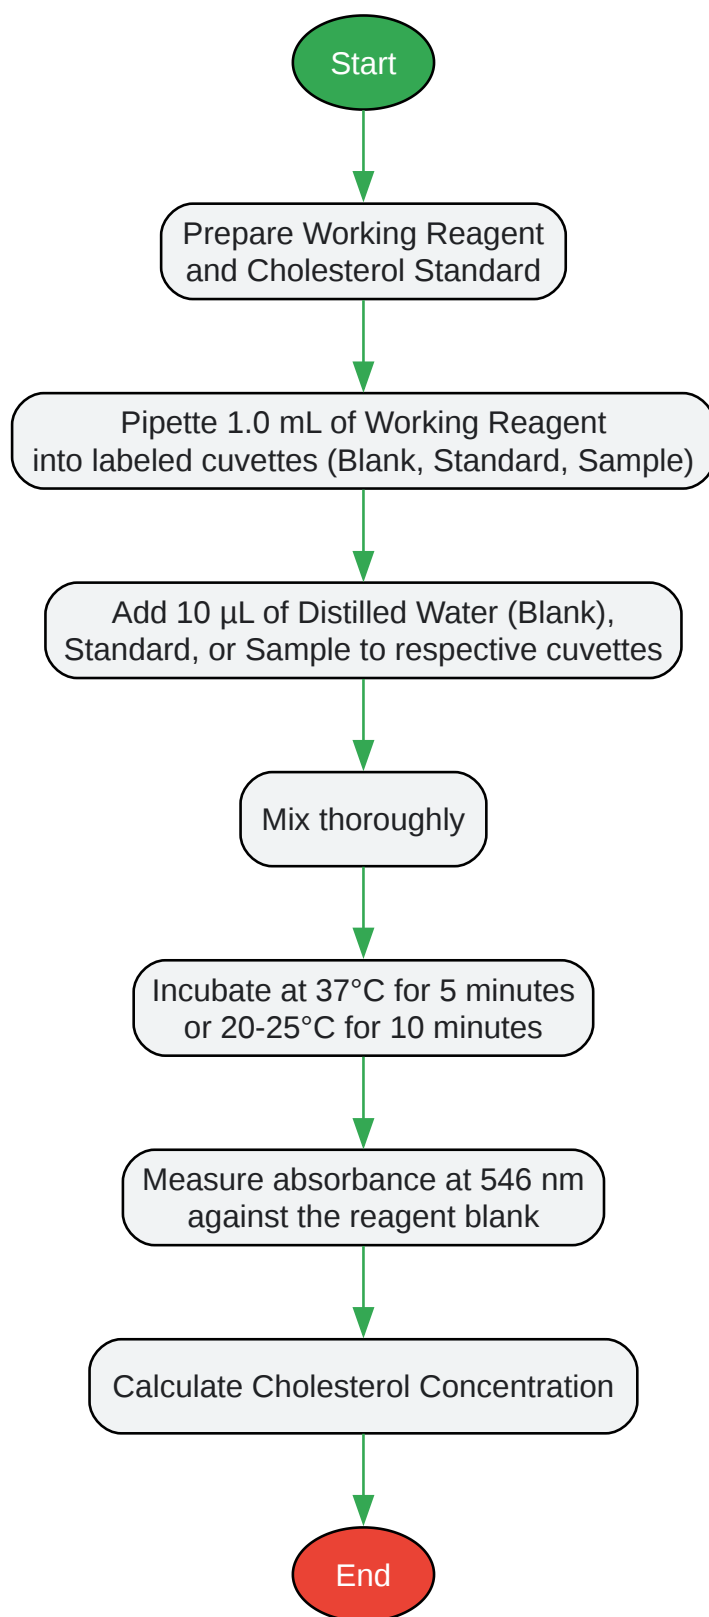 Start
Prepare Working Reagent
and Cholesterol Standard
Pipette 1.0 mL of Working Reagent
into labeled cuvettes (Blank, Standard, Sample)
Add 10 µL of Distilled Water (Blank),
Standard, or Sample to respective cuvettes
Mix thoroughly
Incubate at 37°C for 5 minutes
or 20-25°C for 10 minutes
Measure absorbance at 546 nm
against the reagent blank
Calculate Cholesterol Concentration
End